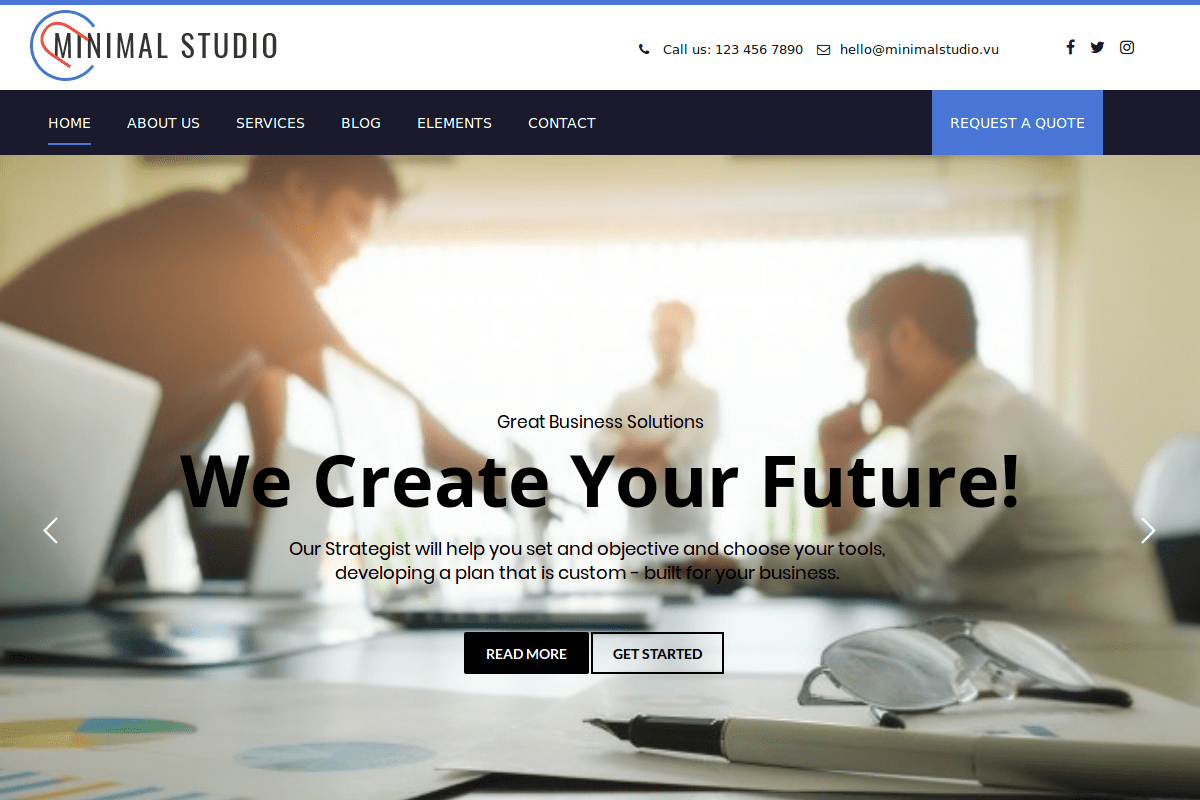 MINIMAL STUDIO
Call us: 123 456 7890
hello@minimalstudio.vu
HOME
ABOUT US
SERVICES
BLOG
ELEMENTS
CONTACT
REQUEST A QUOTE
Great Business Solutions
We Create Your Future!
Our Strategist will help you set and objective and choose your tools,
developing a plan that is custom - built for your business.
READ MORE
GET STARTED